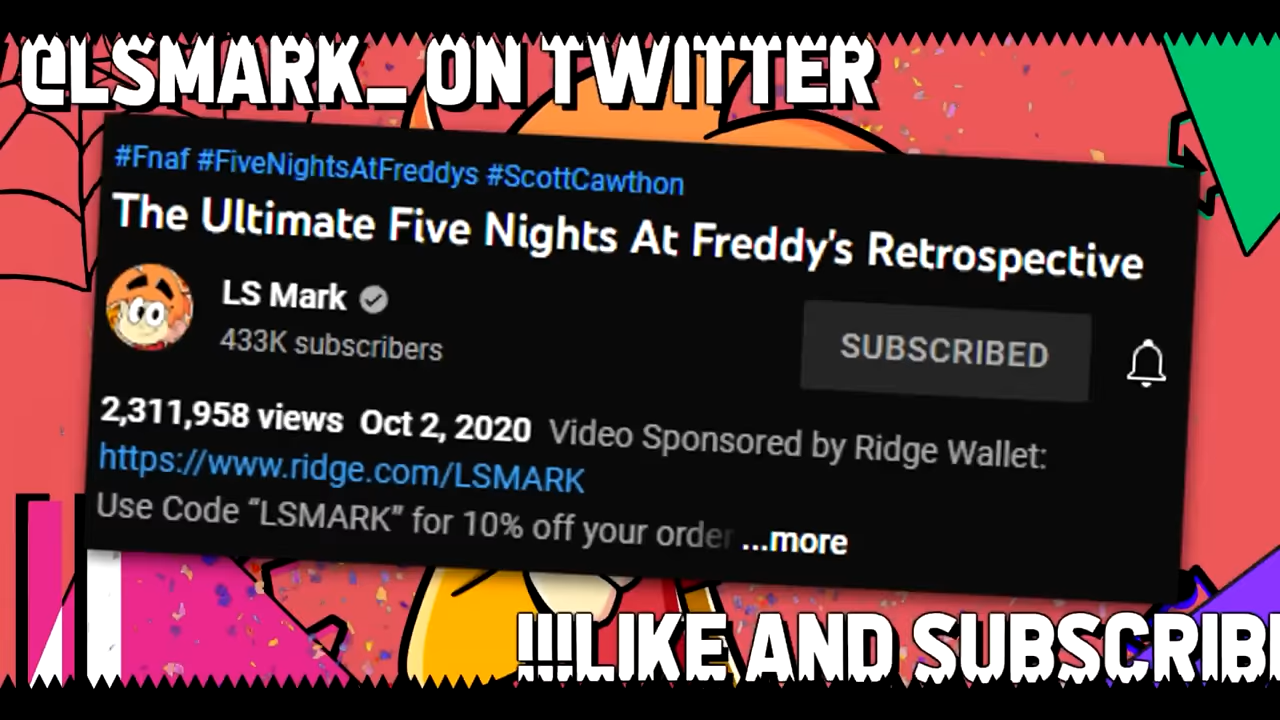 @LSMARK_ ON TWITTER
#Fnaf #FiveNightsAtFreddys #ScottCawthon
The Ultimate Five Nights At Freddy's Retrospective
LS Mark
433K subscribers
SUBSCRIBED
2,311,958 views Oct 2, 2020 Video Sponsored by Ridge Wallet:
https://www.ridge.com/LSMARK
Use Code “LSMARK” for 10% off your order ...more
!!!LIKE AND SUBSCRIB